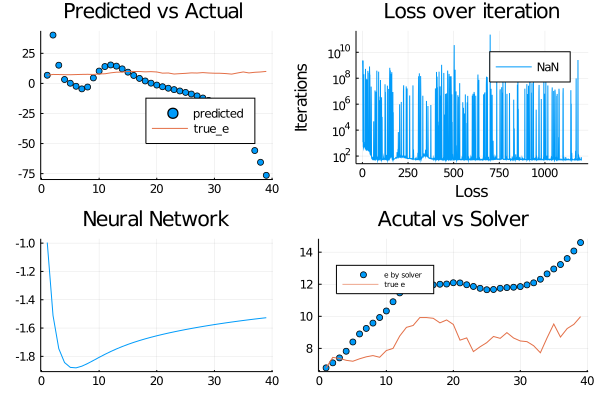 Predicted vs Actual
25
0
-25
-50
-75
predicted
true_e
0 10 20 30 40
Loss over iteration
Iterations
10^10
10^8
10^6
10^4
10^2
NaN
0 250 500 750 1000
Loss
Neural Network
-1.0
-1.2
-1.4
-1.6
-1.8
0 10 20 30 40
Acutal vs Solver
14
12
10
8
e by solver
true e
0 10 20 30 40